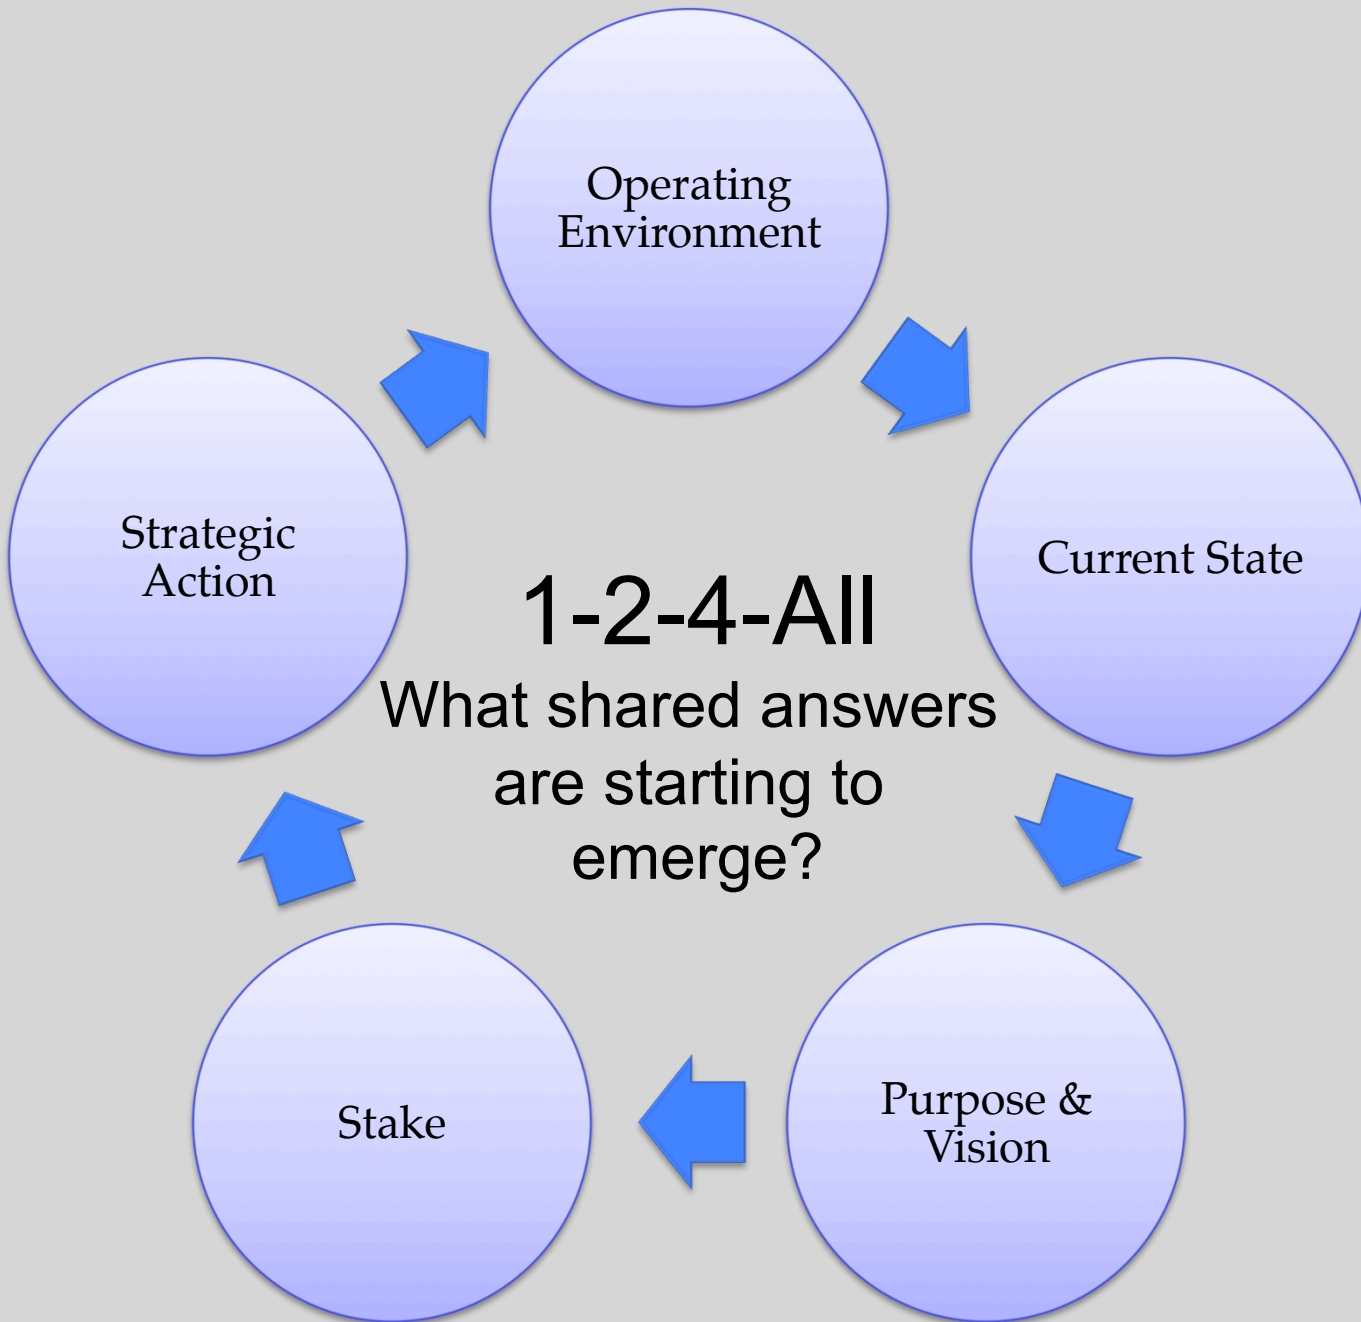 Operating
Environment
Current State
Purpose &
Vision
Stake
Strategic
Action
1-2-4-All
What shared answers
are starting to
emerge?